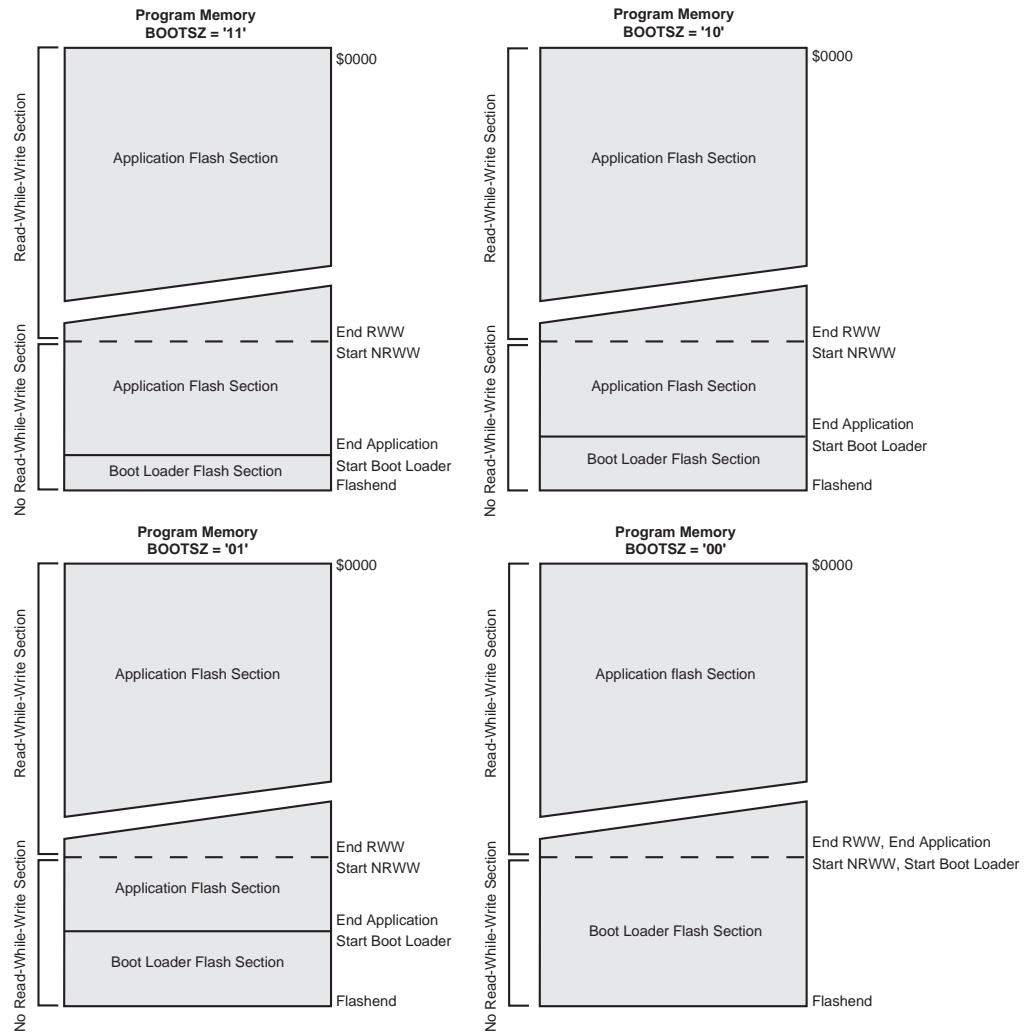 Program Memory
BOOTSZ = '11'
$0000
Read-While-Write Section
Application Flash Section
End RWW
Start NRWW
No Read-While-Write Section
Application Flash Section
End Application
Start Boot Loader
Boot Loader Flash Section
Flashend
Program Memory
BOOTSZ = '10'
$0000
Read-While-Write Section
Application Flash Section
End RWW
Start NRWW
No Read-While-Write Section
Application Flash Section
End Application
Start Boot Loader
Boot Loader Flash Section
Flashend
Program Memory
BOOTSZ = '01'
$0000
Read-While-Write Section
Application Flash Section
End RWW
Start NRWW
No Read-While-Write Section
Application Flash Section
End Application
Start Boot Loader
Boot Loader Flash Section
Flashend
Program Memory
BOOTSZ = '00'
$0000
Read-While-Write Section
Application flash Section
End RWW, End Application
Start NRWW, Start Boot Loader
No Read-While-Write Section
Boot Loader Flash Section
Flashend